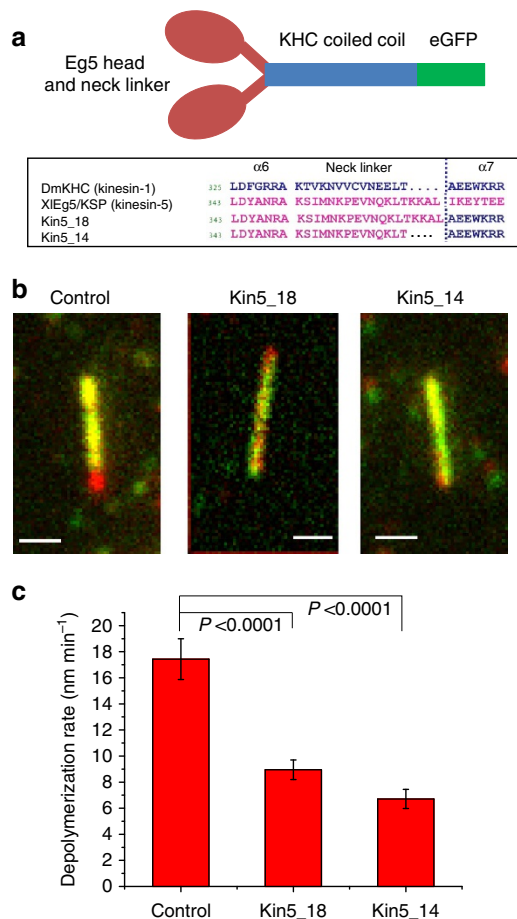 a
KHC coiled coil eGFP
Eg5 head
and neck linker
α6 Neck linker α7
DmKHC (kinesin-1) 325 LDFGRRA KTVKNVVCVNEELT.... AEEWKRR
XlEg5/KSP (kinesin-5) 343 LDYANRA KSIMNKPEVNQKLTKKAL IKEYTEE
Kin5_18 343 LDYANRA KSIMNKPEVNQKLTKKAL AEEWKRR
Kin5_14 343 LDYANRA KSIMNKPEVNQKLT.... AEEWKRR
b
Control Kin5_18 Kin5_14
c
P <0.0001
P <0.0001
Depolymerization rate (nm min⁻¹)
20
18
16
14
12
10
8
6
4
2
0
Control Kin5_18 Kin5_14